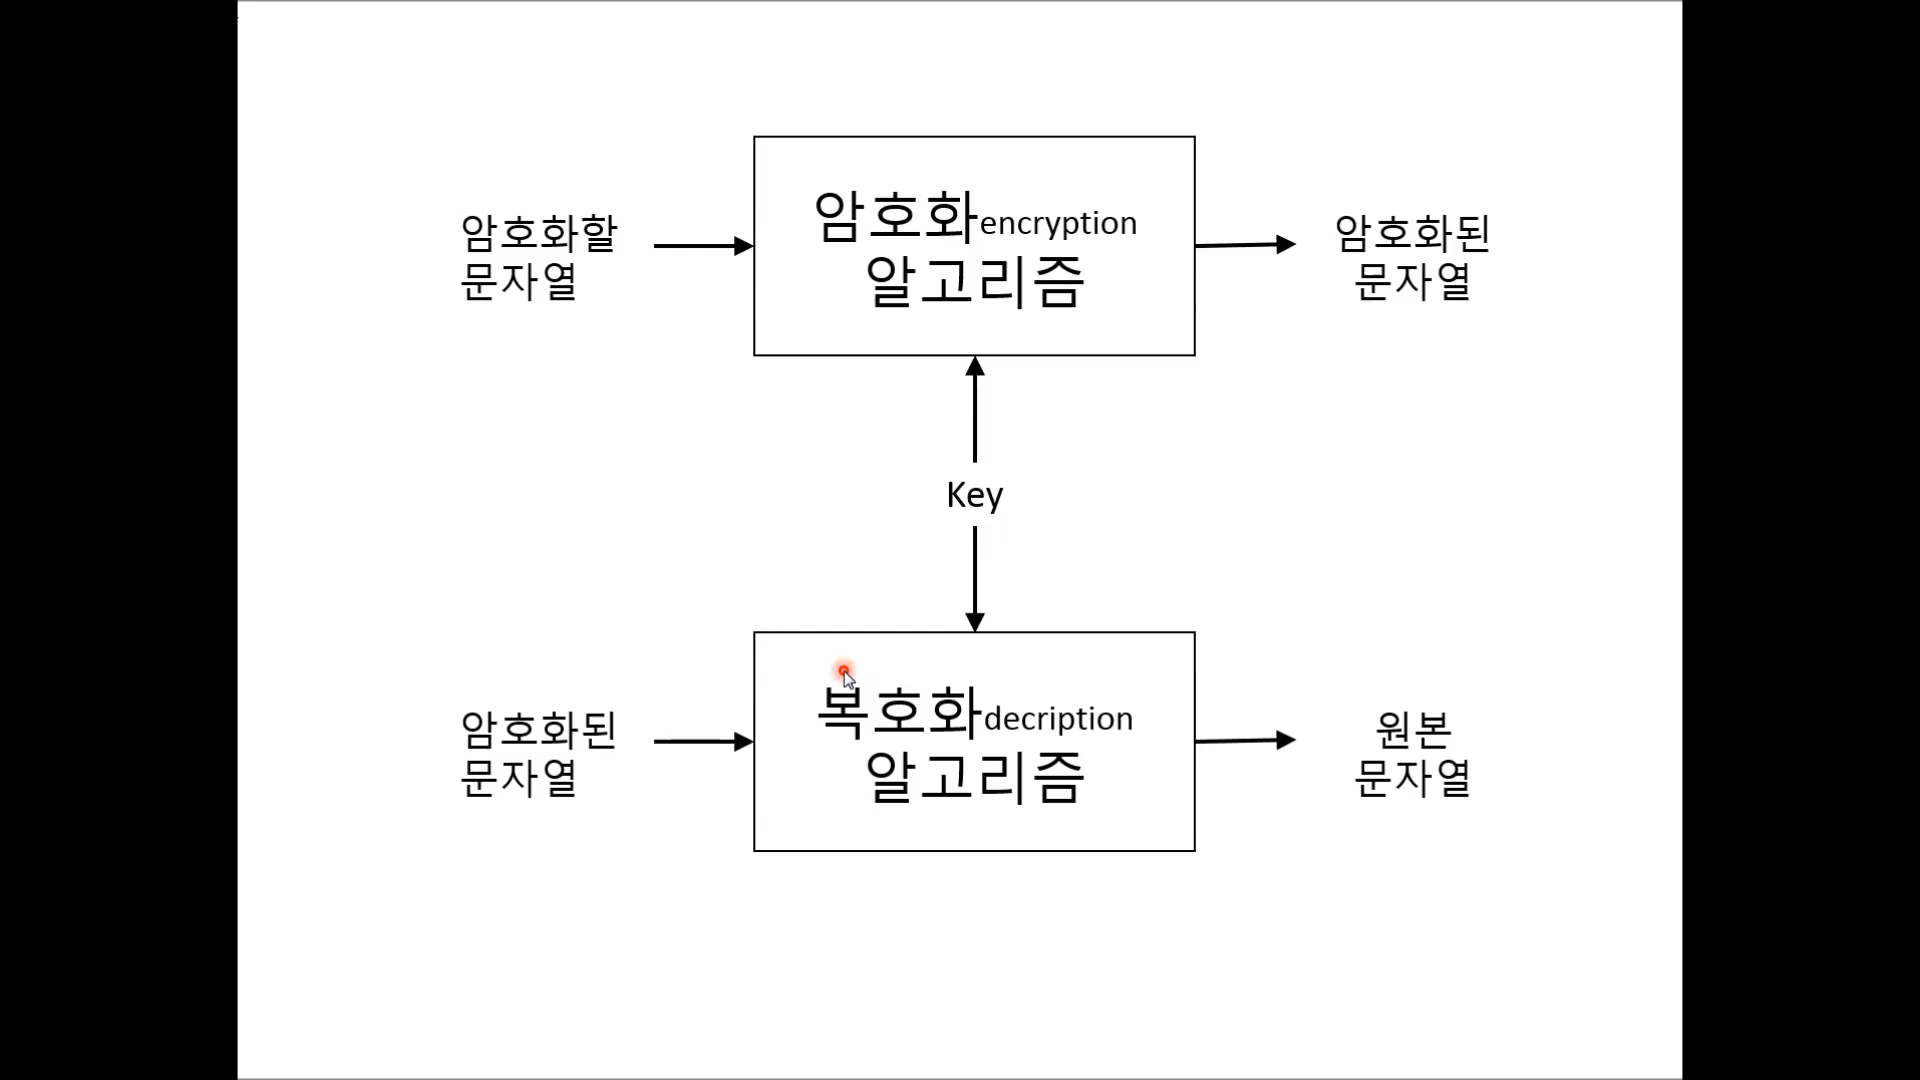 암호화할
문자열
암호화encryption
알고리즘
암호화된
문자열
Key
암호화된
문자열
복호화decription
알고리즘
원본
문자열